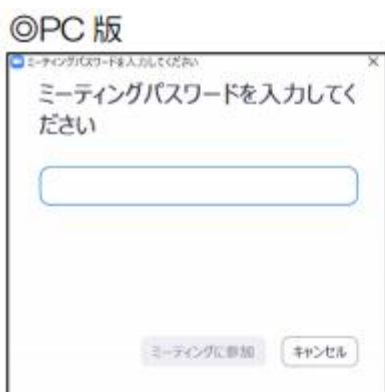 ◎PC 版
ミーティングパスワードを入力してください
ミーティングパスワードを入力してく
ださい
ミーティングに参加
キャンセル